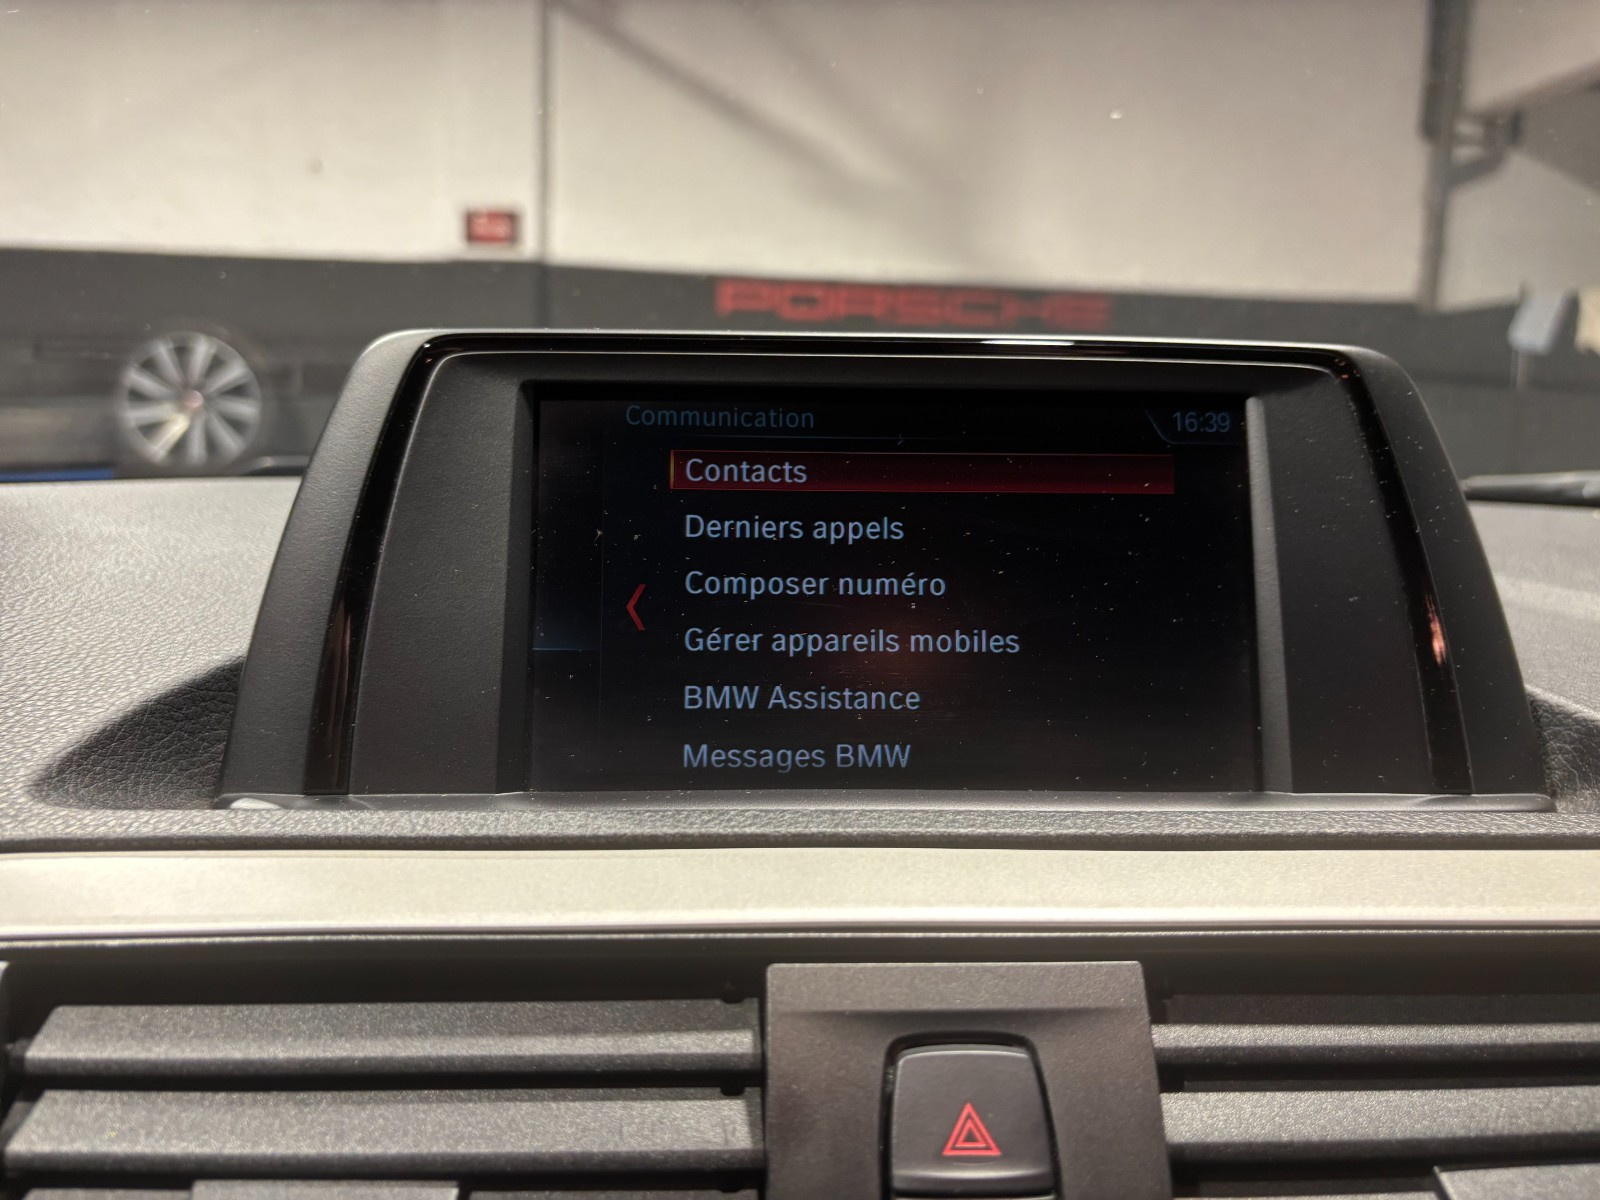 PORSCHE
Communication
16:39
Contacts
Derniers appels
Composer numéro
Gérer appareils mobiles
BMW Assistance
Messages BMW